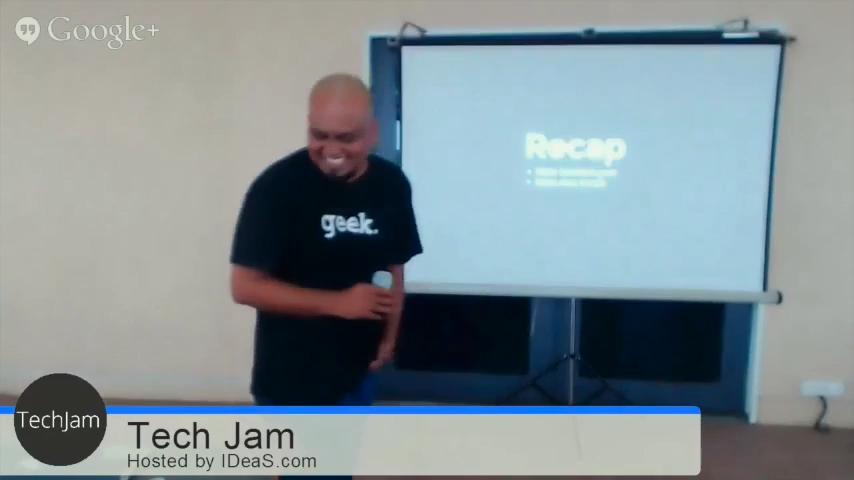 Google+
Recap
geek.
TechJam
Tech Jam
Hosted by IDeaS.com